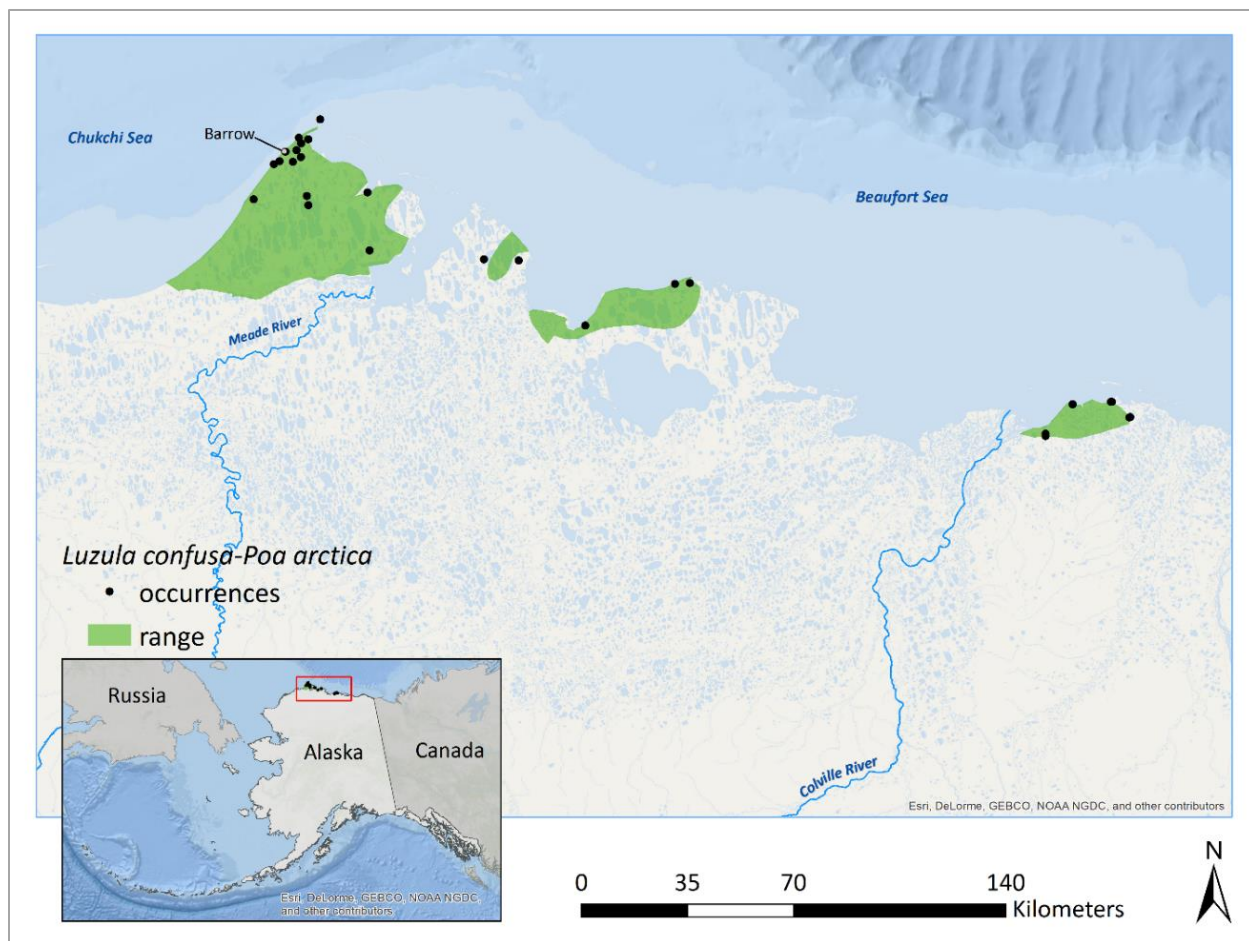 Chukchi Sea
Barrow
Beaufort Sea
Meade River
Luzula confusa-Poa arctica
occurrences
range
Colville River
Esri, DeLorme, GEBCO, NOAA NGDC, and other contributors
Russia
Alaska
Canada
Esri, DeLorme, GEBCO, NOAA NGDC,
and other contributors
0 35 70 140
Kilometers
N